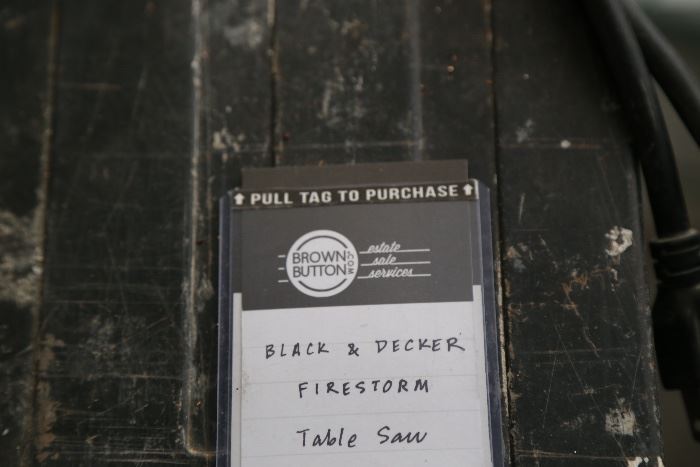 ⬆ PULL TAG TO PURCHASE ⬆
BROWN
BUTTON
.COM
estate
sale
services
BLACK & DECKER
FIRESTORM
Table Saw